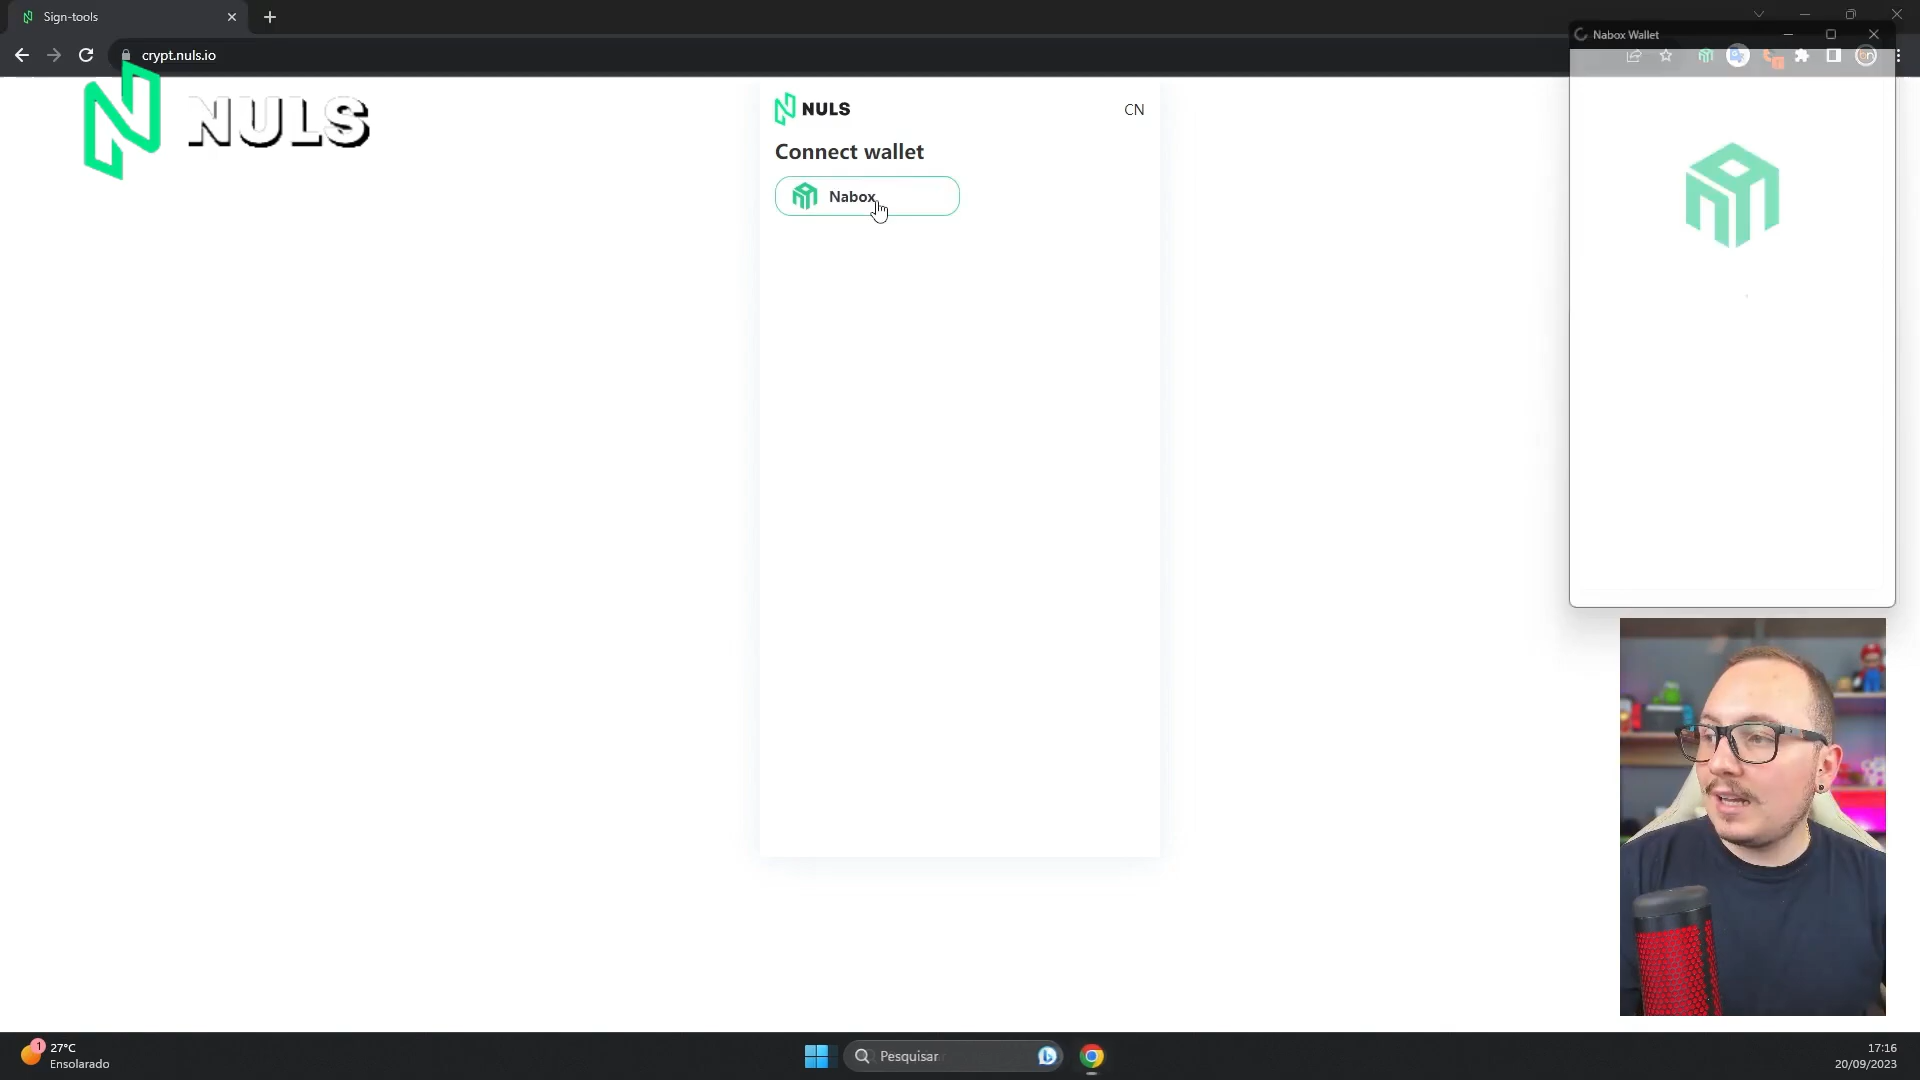 Sign-tools
Nabox Wallet
crypt.nuls.io
NULS
NULS
CN
Connect wallet
Nabox
1
27°C
Ensolarado
Pesquisar
17:16
20/09/2023